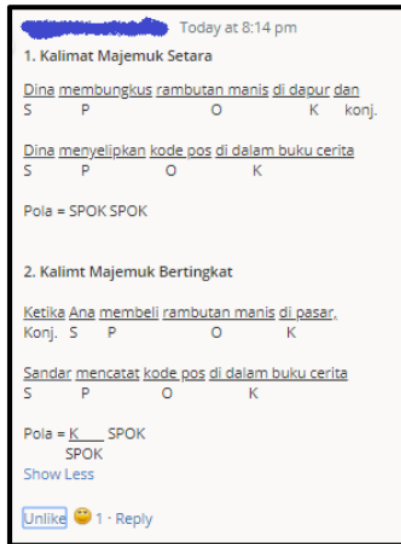 Today at 8:14 pm
1. Kalimat Majemuk Setara
Dina membungkus rambutan manis di dapur dan
S P O K konj.
Dina menyelipkan kode pos di dalam buku cerita
S P O K
Pola = SPOK SPOK
2. Kalimt Majemuk Bertingkat
Ketika Ana membeli rambutan manis di pasar,
Konj. S P O K
Sandar mencatat kode pos di dalam buku cerita
S P O K
Pola = K SPOK
SPOK
Show Less
Unlike 1 · Reply